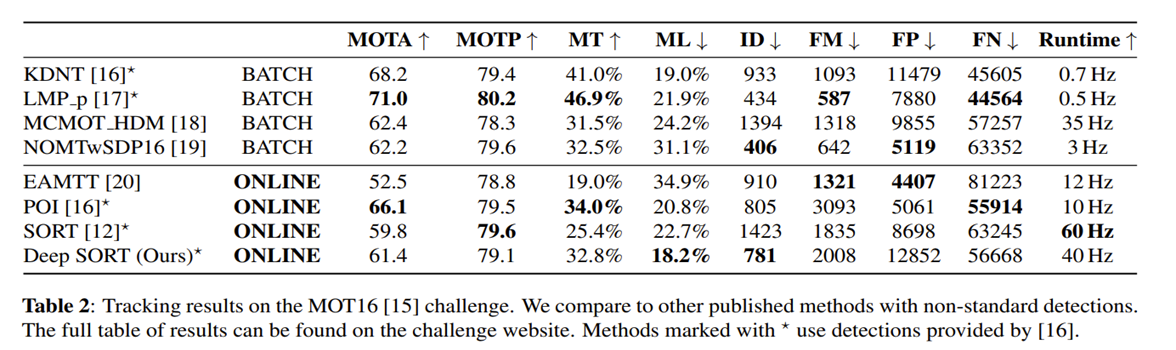 MOTA ↑ MOTP ↑ MT ↑ ML ↓ ID ↓ FM ↓ FP ↓ FN ↓ Runtime ↑
KDNT [16]* BATCH 68.2 79.4 41.0% 19.0% 933 1093 11479 45605 0.7 Hz
LMP_p [17]* BATCH 71.0 80.2 46.9% 21.9% 434 587 7880 44564 0.5 Hz
MCMOT_HDM [18] BATCH 62.4 78.3 31.5% 24.2% 1394 1318 9855 57257 35 Hz
NOMTwSDP16 [19] BATCH 62.2 79.6 32.5% 31.1% 406 642 5119 63352 3 Hz
EAMTT [20] ONLINE 52.5 78.8 19.0% 34.9% 910 1321 4407 81223 12 Hz
POI [16]* ONLINE 66.1 79.5 34.0% 20.8% 805 3093 5061 55914 10 Hz
SORT [12]* ONLINE 59.8 79.6 25.4% 22.7% 1423 1835 8698 63245 60 Hz
Deep SORT (Ours)* ONLINE 61.4 79.1 32.8% 18.2% 781 2008 12852 56668 40 Hz
Table 2: Tracking results on the MOT16 [15] challenge. We compare to other published methods with non-standard detections.
The full table of results can be found on the challenge website. Methods marked with * use detections provided by [16].